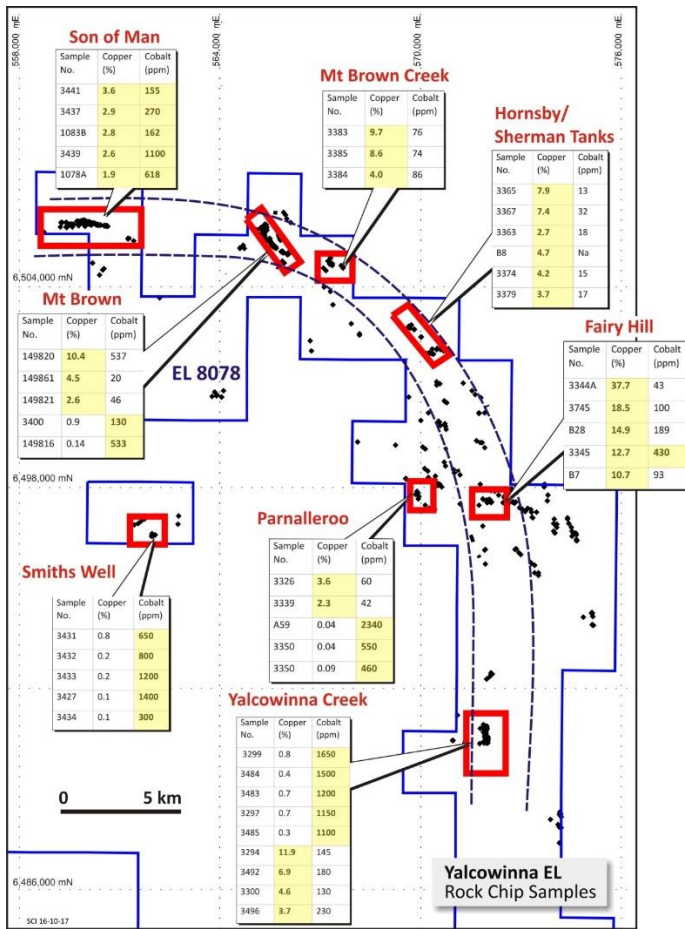 558,000 mE.
564,000 mE.
570,000 mE.
576,000 mE.
Son of Man
Sample No. Copper (%) Cobalt (ppm)
3441 3.6 155
3437 2.9 270
1083B 2.8 162
3439 2.6 1100
1078A 1.9 618
Mt Brown Creek
Sample No. Copper (%) Cobalt (ppm)
3383 9.7 76
3385 8.6 74
3384 4.0 86
Hornsby/
Sherman Tanks
Sample No. Copper (%) Cobalt (ppm)
3365 7.9 13
3367 7.4 32
3363 2.7 18
B8 4.7 Na
3374 4.2 15
3379 3.7 17
6,504,000 mN
Mt Brown
Sample No. Copper (%) Cobalt (ppm)
149820 10.4 537
149861 4.5 20
149821 2.6 46
3400 0.9 130
149816 0.14 533
EL 8078
Fairy Hill
Sample No. Copper (%) Cobalt (ppm)
3344A 37.7 43
3745 18.5 100
B28 14.9 189
3345 12.7 430
B7 10.7 93
6,498,000 mN
Smiths Well
Sample No. Copper (%) Cobalt (ppm)
3431 0.8 650
3432 0.2 800
3433 0.2 1200
3427 0.1 1400
3434 0.1 300
Parnalleroo
Sample No. Copper (%) Cobalt (ppm)
3326 3.6 60
3339 2.3 42
A59 0.04 2340
3350 0.04 550
3350 0.09 460
Yalcowinna Creek
Sample No. Copper (%) Cobalt (ppm)
3299 0.8 1650
3484 0.4 1500
3483 0.7 1200
3297 0.7 1150
3485 0.3 1100
3294 11.9 145
3492 6.9 180
3300 4.6 130
3496 3.7 230
0 5 km
6,486,000 mN
Yalcowinna EL
Rock Chip Samples
SCI 16-10-17